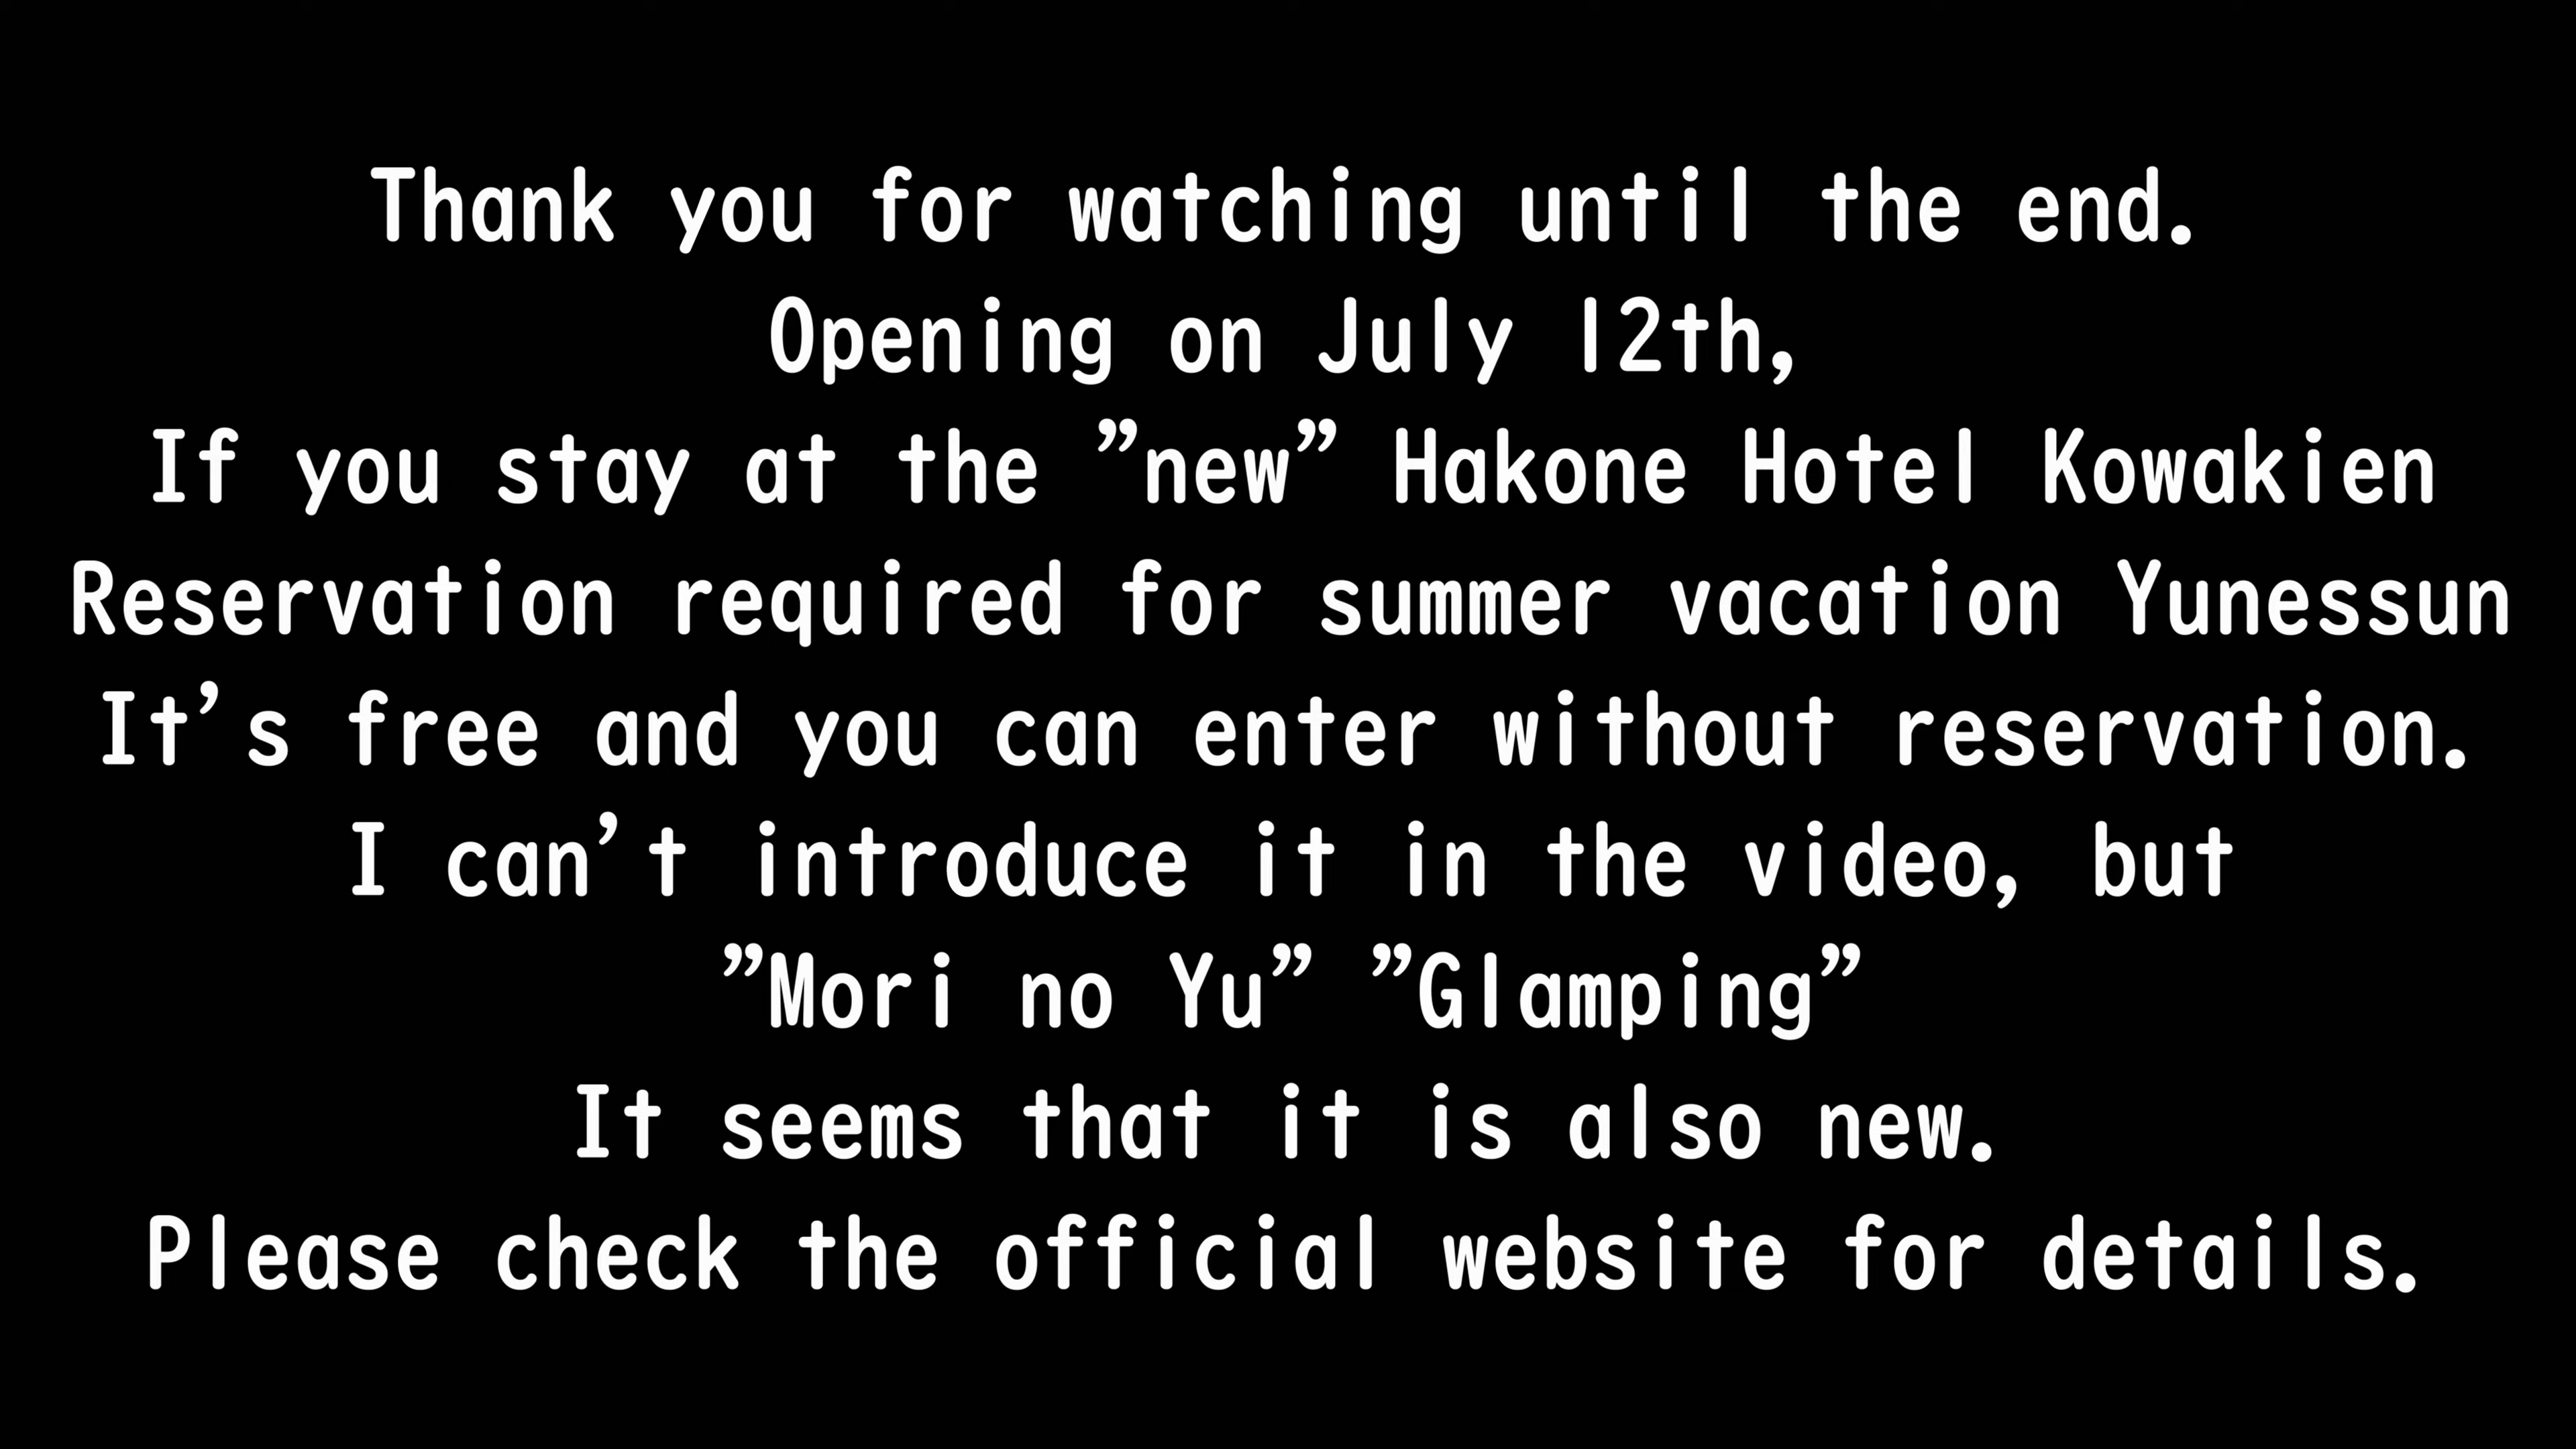 Thank you for watching until the end.
Opening on July 12th,
If you stay at the ”new” Hakone Hotel Kowakien
Reservation required for summer vacation Yunessun
It’s free and you can enter without reservation.
I can’t introduce it in the video, but
”Mori no Yu” ”Glamping”
It seems that it is also new.
Please check the official website for details.